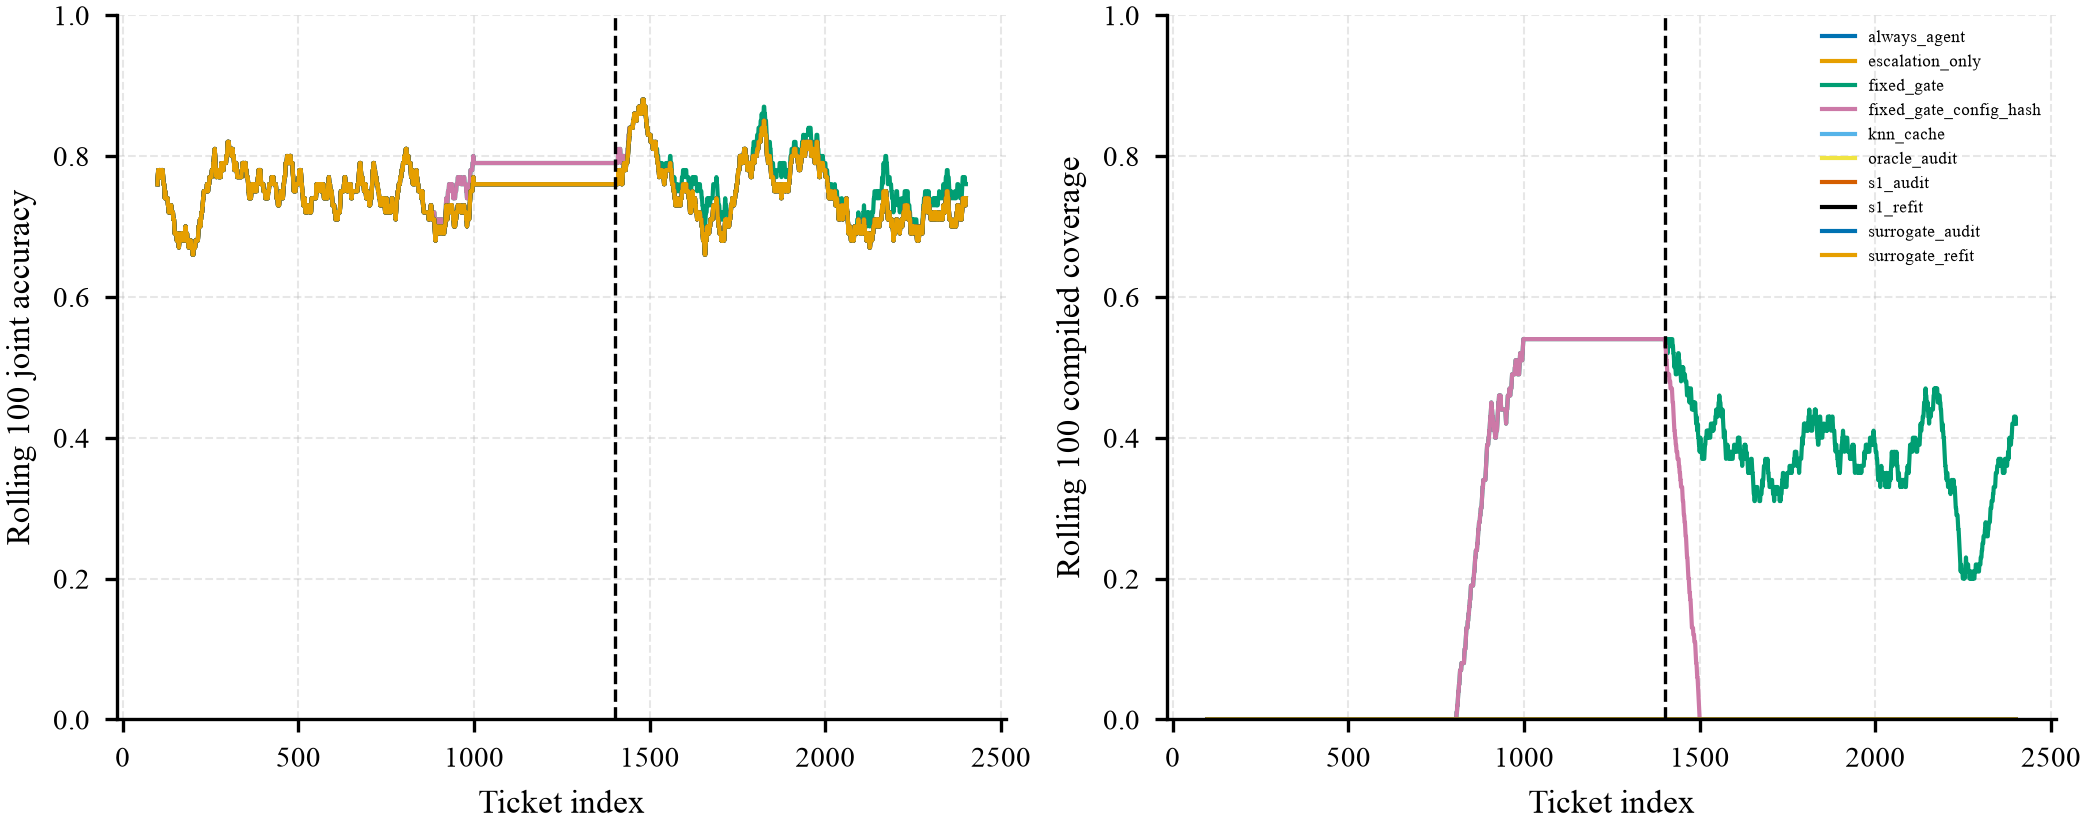 Rolling 100 joint accuracy
1.0
0.8
0.6
0.4
0.2
0.0
0
500
1000
1500
2000
2500
Ticket index
Rolling 100 compiled coverage
1.0
0.8
0.6
0.4
0.2
0.0
0
500
1000
1500
2000
2500
Ticket index
always_agent
escalation_only
fixed_gate
fixed_gate_config_hash
knn_cache
oracle_audit
s1_audit
s1_refit
surrogate_audit
surrogate_refit